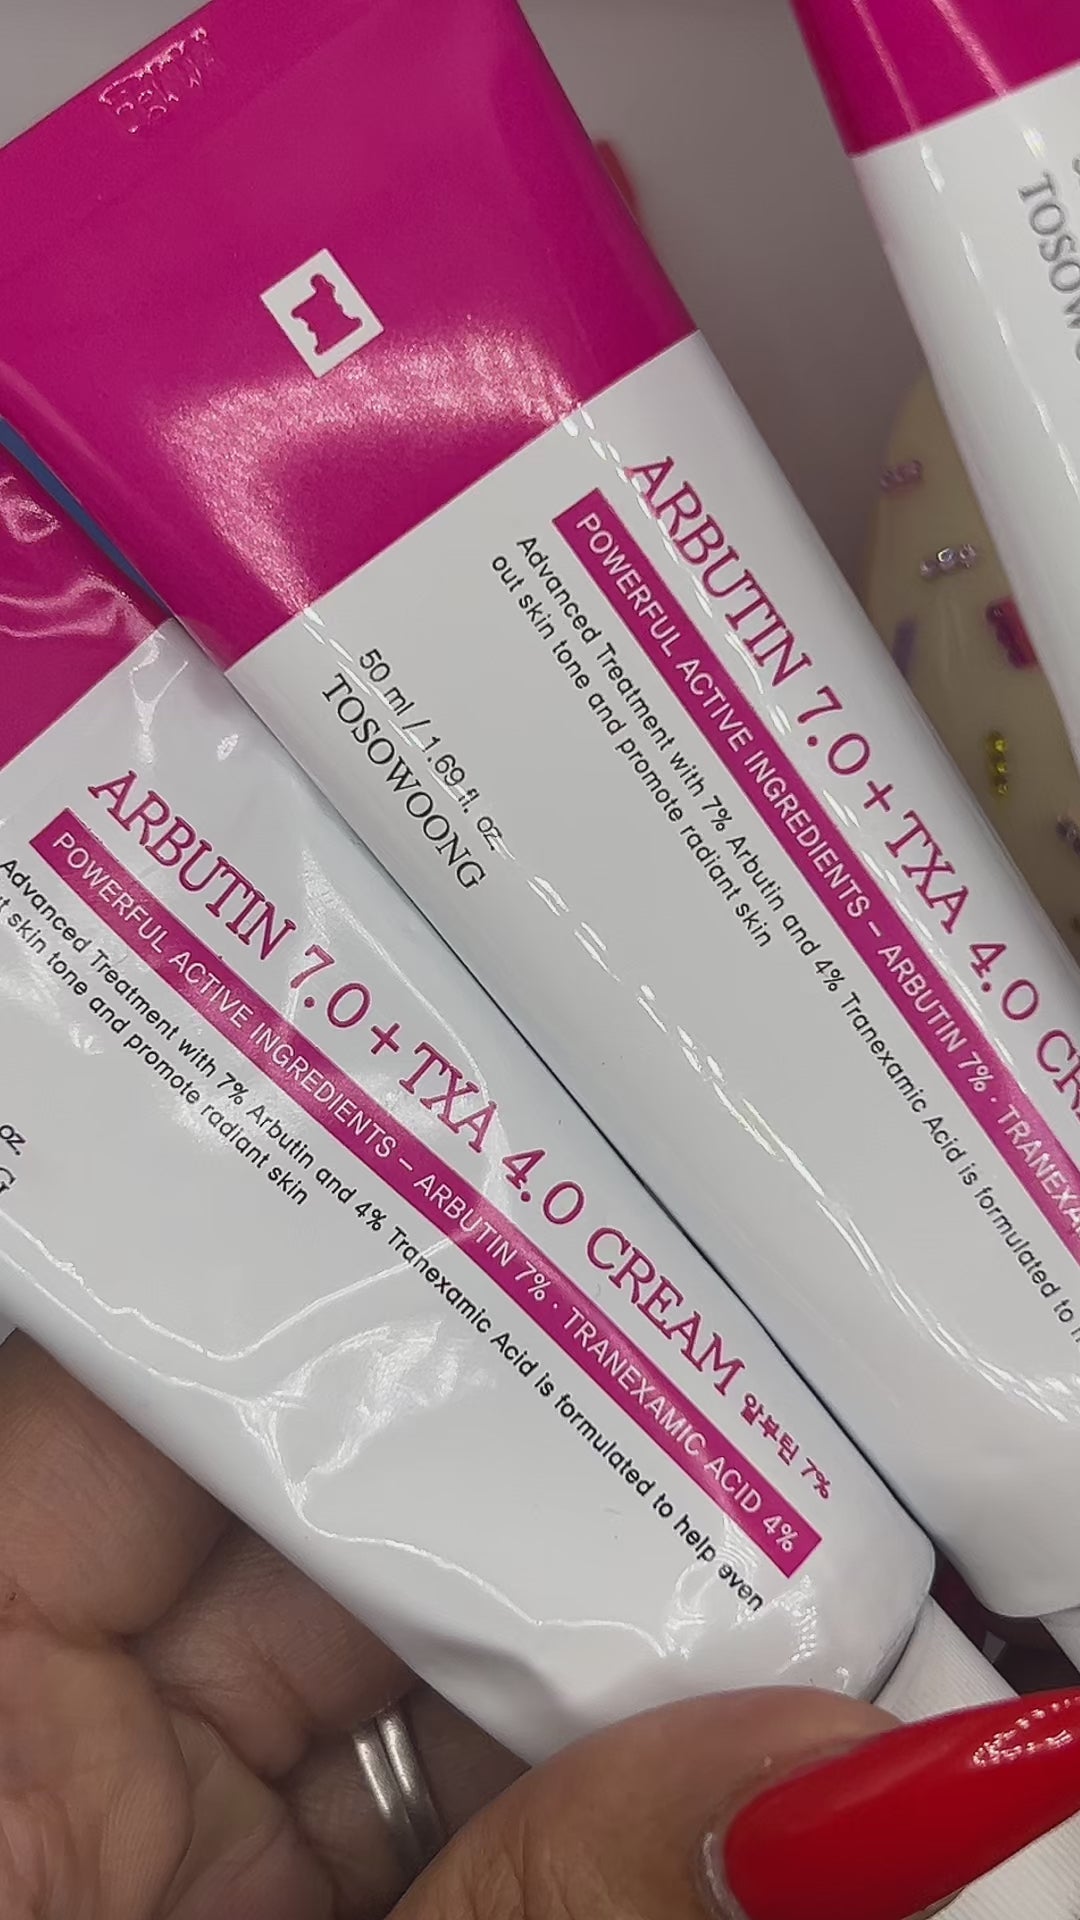 ARBUTIN 7.0 + TXA 4.0 CREAM 알부틴 7%
POWERFUL ACTIVE INGREDIENTS – ARBUTIN 7% · TRANEXAMIC ACID 4%
Advanced Treatment with 7% Arbutin and 4% Tranexamic Acid is formulated to help even
skin tone and promote radiant skin
oz.
ARBUTIN 7.0 + TXA 4.0
POWERFUL ACTIVE INGREDIENTS – ARBUTIN 7% ·
Advanced Treatment with 7% Arbutin and 4% Tranexamic Acid is formulated to
out skin tone and promote radiant skin
50 ml / 1.69 fl. oz.
TOSOWOONG